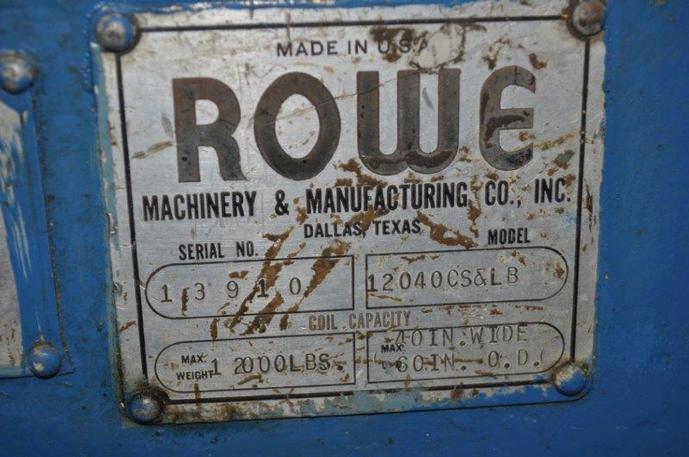 MADE IN U.S.A.
ROWE
MACHINERY & MANUFACTURING CO., INC.
DALLAS, TEXAS
SERIAL NO. MODEL
13910 12040CS&LB
COIL CAPACITY
MAX. WEIGHT 12000LBS. MAX. 40IN. WIDE
60IN. O.D.